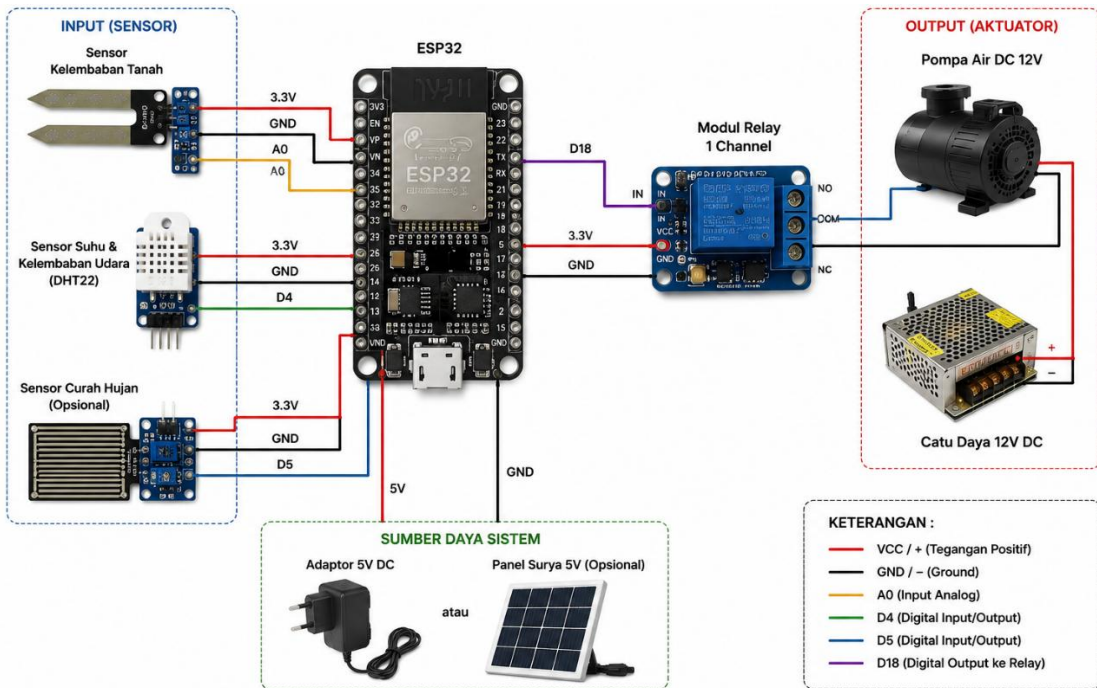 INPUT (SENSOR)
Sensor
Kelembaban Tanah
3.3V
GND
A0
A0
Sensor Suhu &
Kelembaban Udara
(DHT22)
3.3V
GND
D4
Sensor Curah Hujan
(Opsional)
3.3V
GND
D5
ESP32
3V3
EN
VP
VN
34
35
32
33
26
14
12
13
33
VND
ESP32
GND
23
22
TX
RX
21
19
18
5
17
16
2
15
GND
D18
3.3V
GND
5V
GND
Modul Relay
1 Channel
IN
IN
IN
VCC
GND
NO
OOM
NC
OUTPUT (AKTUATOR)
Pompa Air DC 12V
+
−
Catu Daya 12V DC
SUMBER DAYA SISTEM
Adaptor 5V DC
atau
Panel Surya 5V (Opsional)
KETERANGAN :
VCC / + (Tegangan Positif)
GND / − (Ground)
A0 (Input Analog)
D4 (Digital Input/Output)
D5 (Digital Input/Output)
D18 (Digital Output ke Relay)